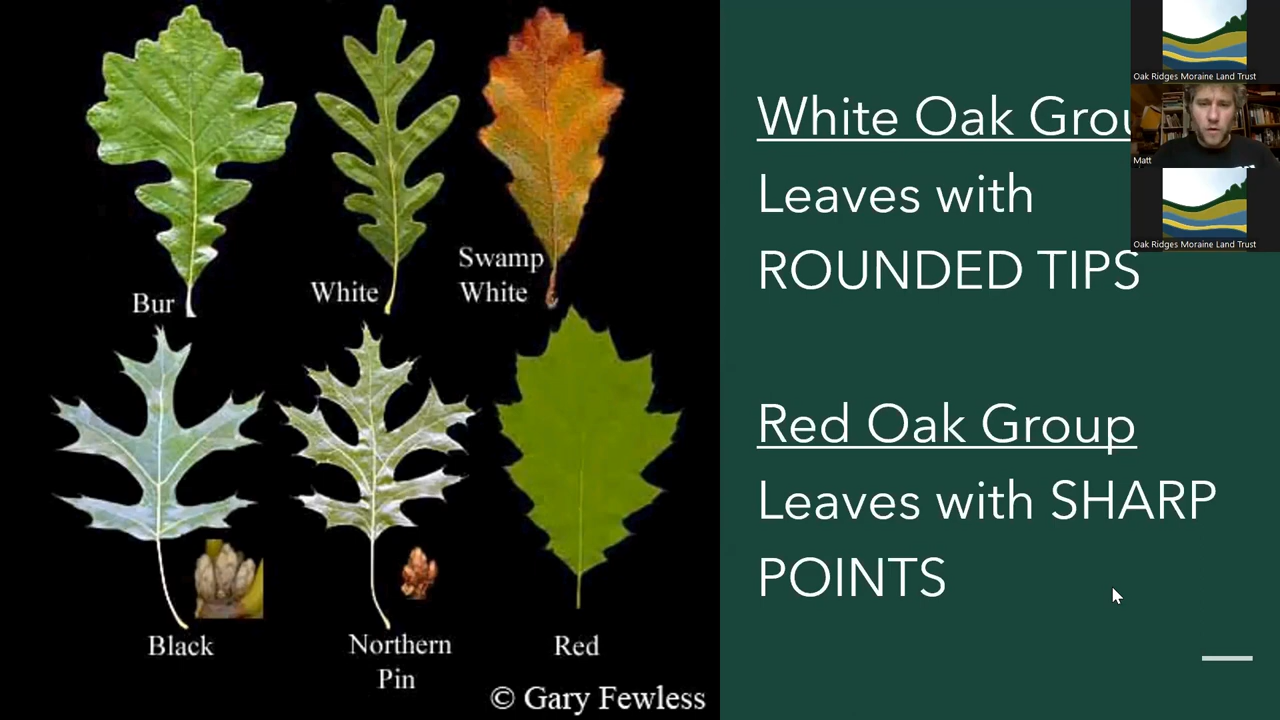 Bur
White
Swamp
White
Black
Northern
Pin
Red
© Gary Fewless
White Oak Grou
Leaves with
ROUNDED TIPS
Red Oak Group
Leaves with SHARP
POINTS
Oak Ridges Moraine Land Trust
Matt
Oak Ridges Moraine Land Trust